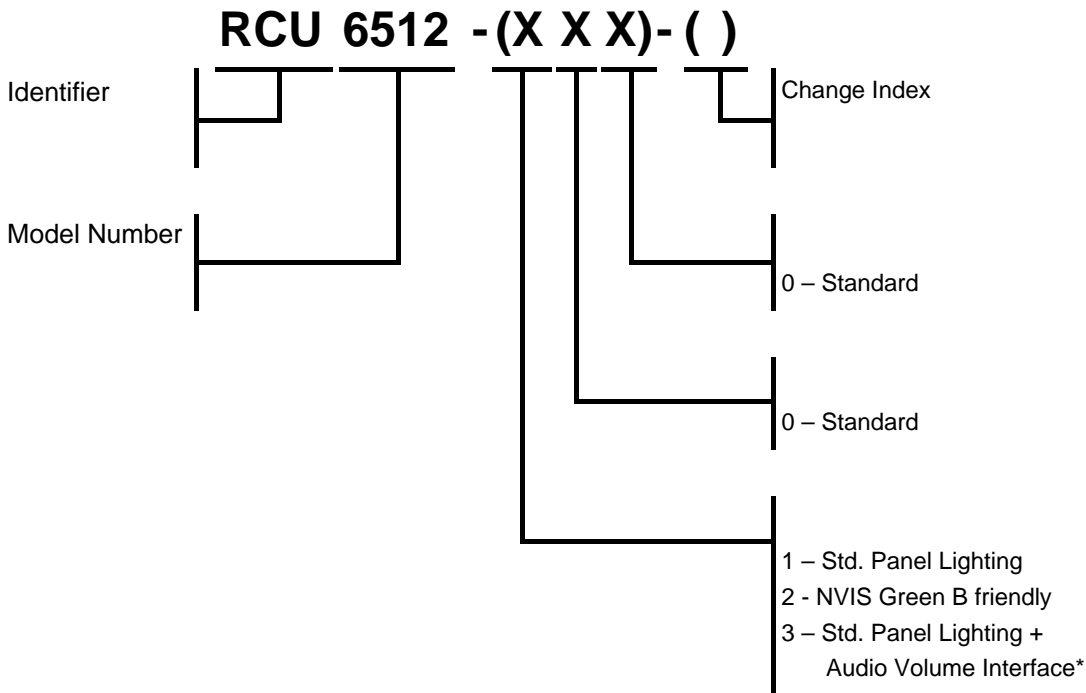 RCU 6512 -(X X X)- ( )
Identifier
Change Index
Model Number
0 – Standard
0 – Standard
1 – Std. Panel Lighting
2 - NVIS Green B friendly
3 – Std. Panel Lighting +
Audio Volume Interface*